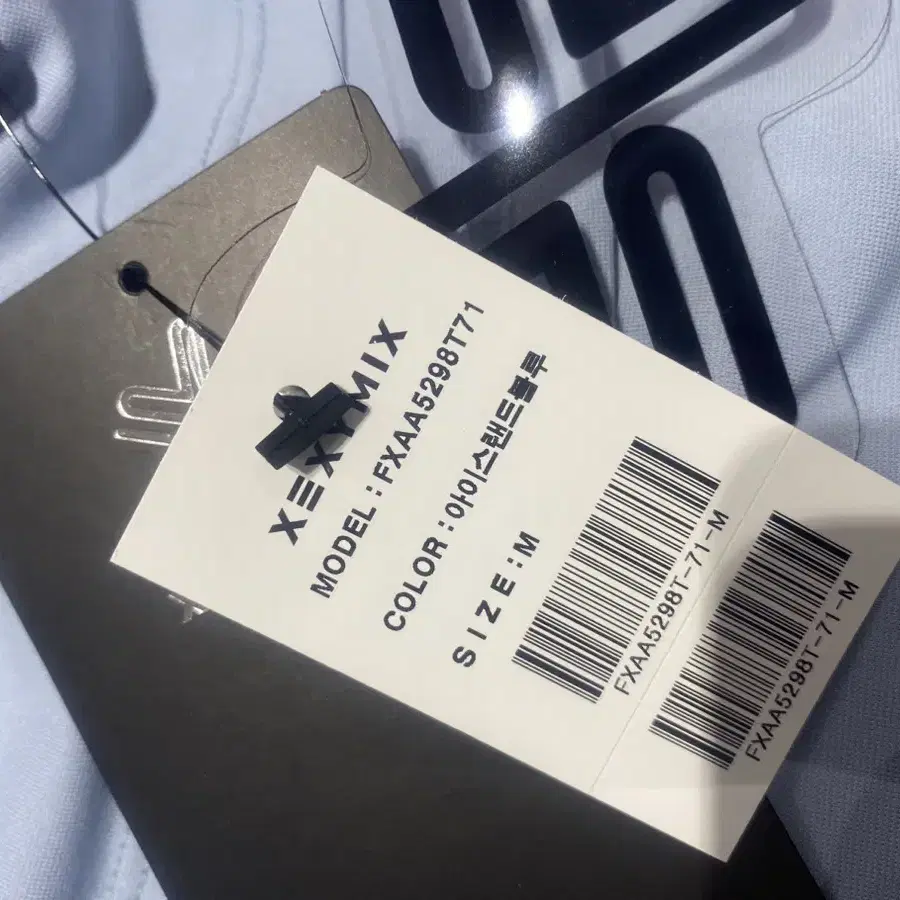 XEXYMIX
MODEL : FXAA5298T71
COLOR : 아이스랜드블루
SIZE : M
FXAA5298T-71-M
FXAA5298T-71-M